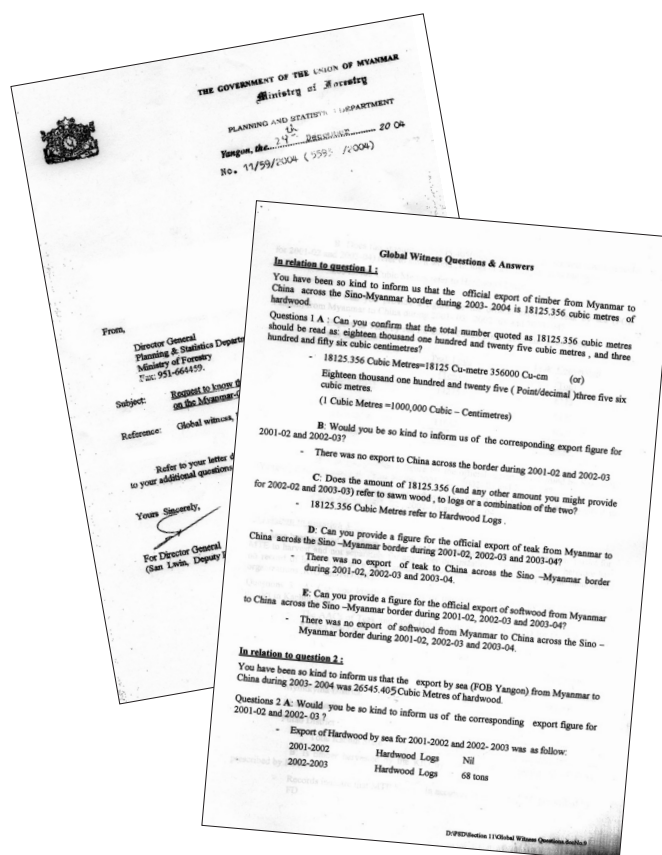 THE GOVERNMENT OF THE UNION OF MYANMAR
Ministry of Forestry
PLANNING AND STATISTI DEPARTMENT
Yangon, the 24th December 2004
No. 11/59/2004 ( 5595 /2004)
From,
Director General
Planning & Statistics Departm
Ministry of Forestry
Fax: 951-664459.
Subject: Request to know th
on the Myanmar-
Reference: Global witness,
Refer to your letter d
to your additional questions
Yours Sincerely,
For Director General
(San Lwin, Deputy
Global Witness Questions & Answers
In relation to question 1 :
You have been so kind to inform us that the official export of timber from Myanmar to
China across the Sino-Myanmar border during 2003- 2004 is 18125.356 cubic metres of
hardwood.
Questions 1 A : Can you confirm that the total number quoted as 18125.356 cubic metres
should be read as: eighteen thousand one hundred and twenty five cubic metres , and three
hundred and fifty six cubic centimetres?
- 18125.356 Cubic Metres=18125 Cu-metre 356000 Cu-cm (or)
Eighteen thousand one hundred and twenty five ( Point/decimal )three five six
cubic metres.
(1 Cubic Metres =1000,000 Cubic – Centimetres)
B: Would you be so kind to inform us of the corresponding export figure for
2001-02 and 2002-03?
- There was no export to China across the border during 2001-02 and 2002-03
C: Does the amount of 18125.356 (and any other amount you might provide
for 2002-02 and 2003-03) refer to sawn wood , to logs or a combination of the two?
- 18125.356 Cubic Metres refer to Hardwood Logs .
D: Can you provide a figure for the official export of teak from Myanmar to
China across the Sino –Myanmar border during 2001-02, 2002-03 and 2003-04?
- There was no export of teak to China across the Sino –Myanmar border
during 2001-02, 2002-03 and 2003-04.
E: Can you provide a figure for the official export of softwood from Myanmar
to China across the Sino –Myanmar border during 2001-02, 2002-03 and 2003-04?
- There was no export of softwood from Myanmar to China across the Sino –
Myanmar border during 2001-02, 2002-03 and 2003-04.
In relation to question 2 :
You have been so kind to inform us that the export by sea (FOB Yangon) from Myanmar to
China during 2003- 2004 was 26545.405 Cubic Metres of hardwood.
Questions 2 A: Would you be so kind to inform us of the corresponding export figure for
2001-02 and 2002- 03 ?
- Export of Hardwood by sea for 2001-2002 and 2002- 2003 was as follow:
2001-2002 Hardwood Logs Nil
2002-2003 Hardwood Logs 68 tons
D:\PSD\Section 11\Global Witness Questions.doc\No.9